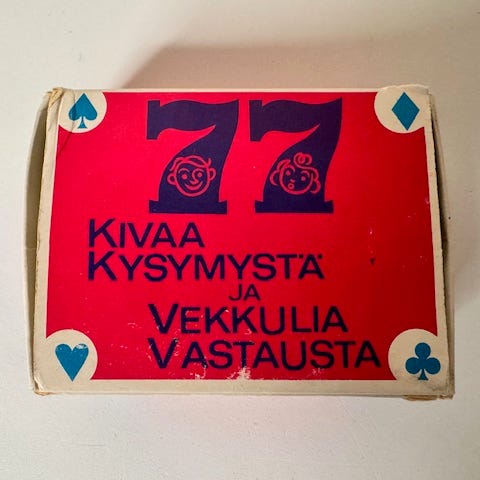 77
KIVAA
KYSYMYSTÄ
JA
VEKKULIA
VASTAUSTA